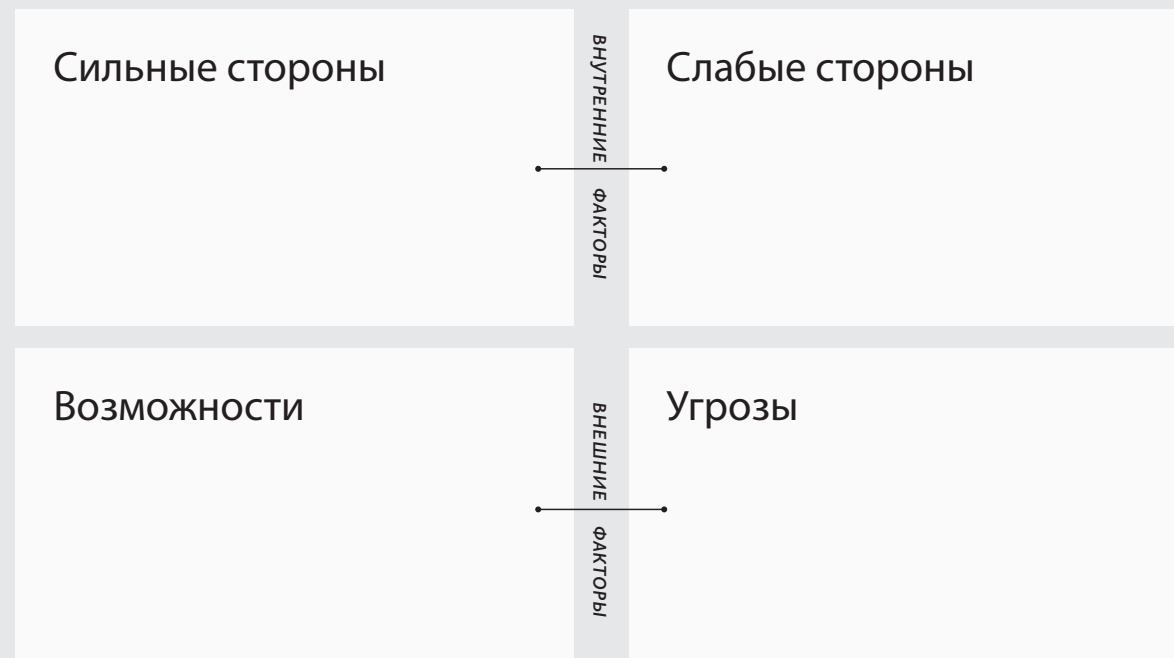 Сильные стороны
ВНУТРЕННИЕ ФАКТОРЫ
Слабые стороны
Возможности
ВНЕШНИЕ ФАКТОРЫ
Угрозы